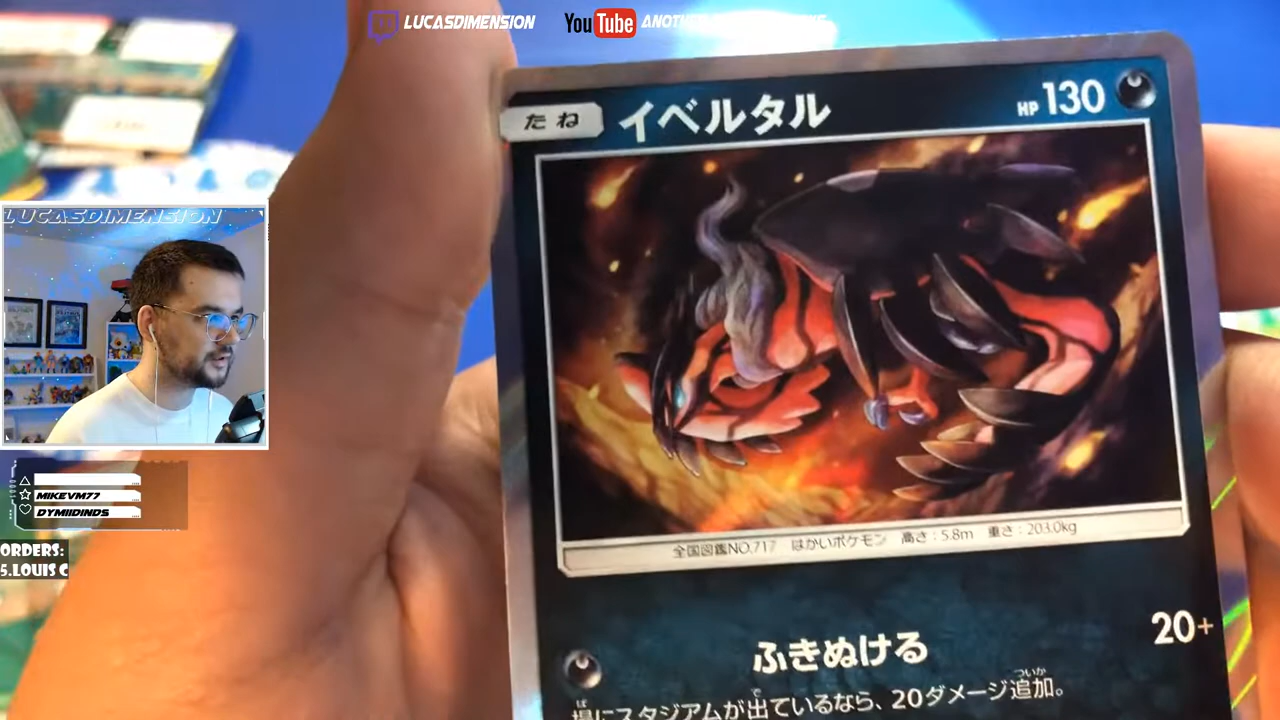 LUCASDIMENSION
YouTube
たね
イベルタル
HP 130
LUCASDIMENSION
全国図鑑NO.717 はかいポケモン 高さ：5.8m 重さ：203.0kg
MIKEVM77
DYMIIDINDS
ORDERS:
5.LOUIS C
ふきぬける
20+
場にスタジアムが出ているなら、20ダメージ追加。